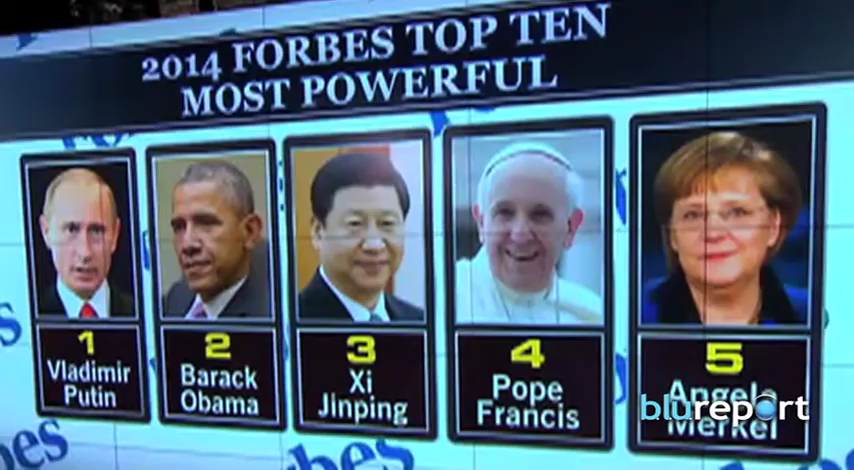 2014 FORBES TOP TEN
MOST POWERFUL
1
Vladimir
Putin
2
Barack
Obama
3
Xi
Jinping
4
Pope
Francis
5
Angela
Merkel
blureport
Forbes